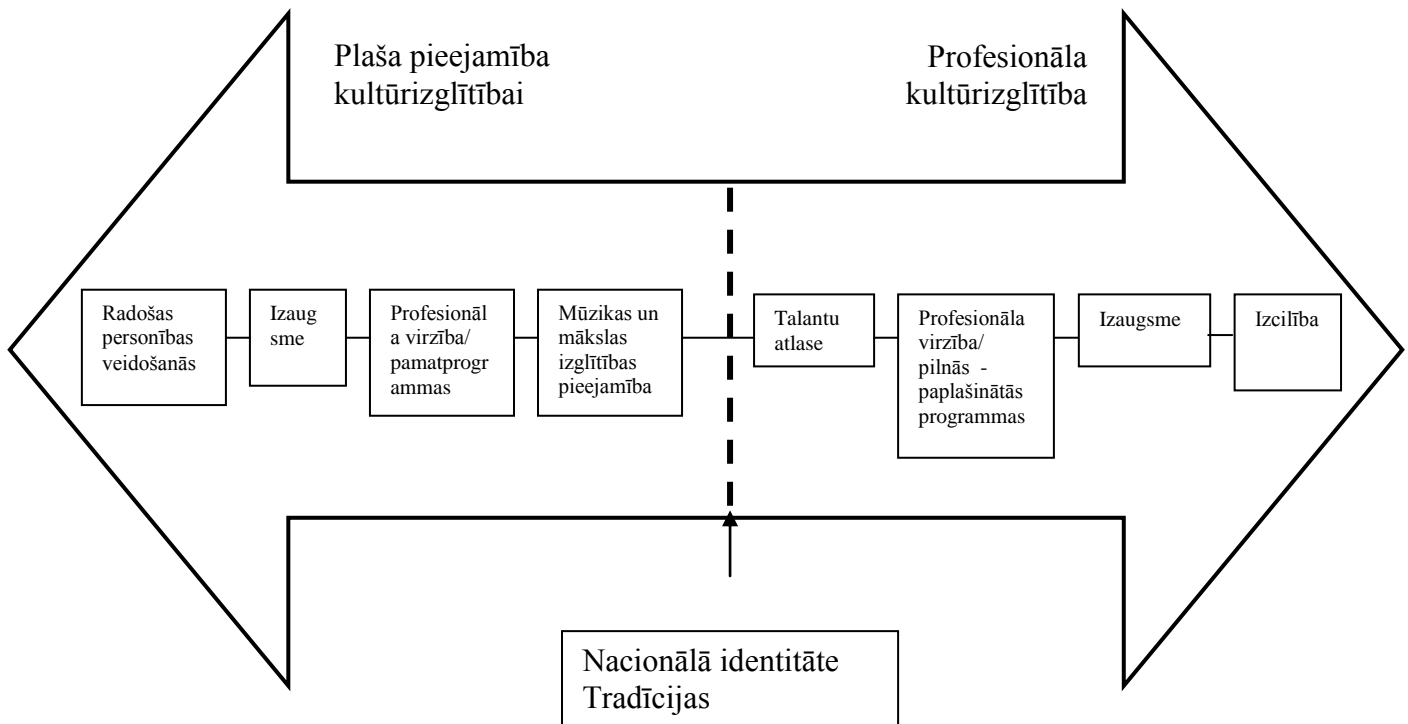 Plaša pieejamība
kultūrizglītībai
Profesionāla
kultūrizglītība
Radošas
personības
veidošanās
Izaug
sme
Profesionāl
a virzība/
pamatprogr
ammas
Mūzikas un
mākslas
izglītības
pieejamība
Talantu
atlase
Profesionāla
virzība/
pilnās -
paplašinātās
programmas
Izaugsme
Izcilība
Nacionālā identitāte
Tradīcijas